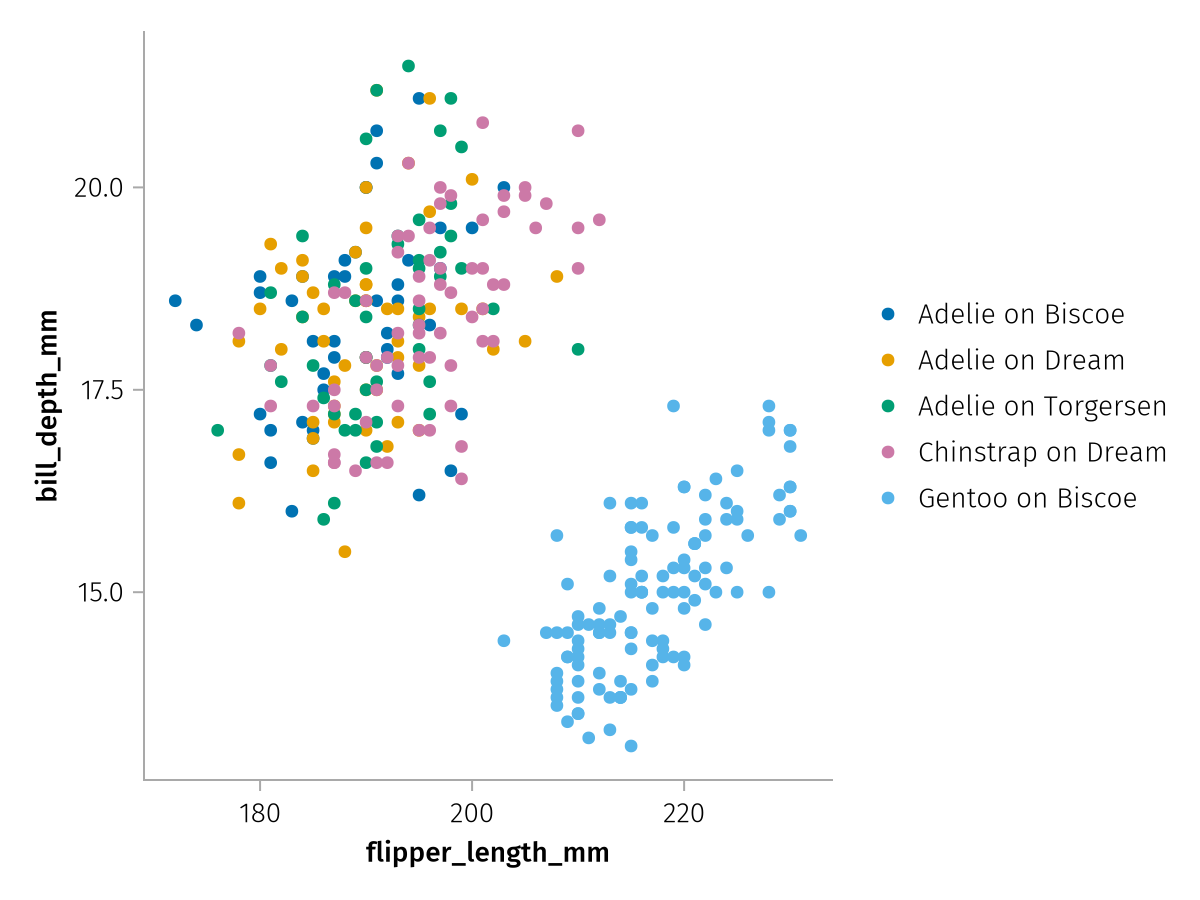 bill_depth_mm
20.0
17.5
15.0
180
200
220
flipper_length_mm
Adelie on Biscoe
Adelie on Dream
Adelie on Torgersen
Chinstrap on Dream
Gentoo on Biscoe